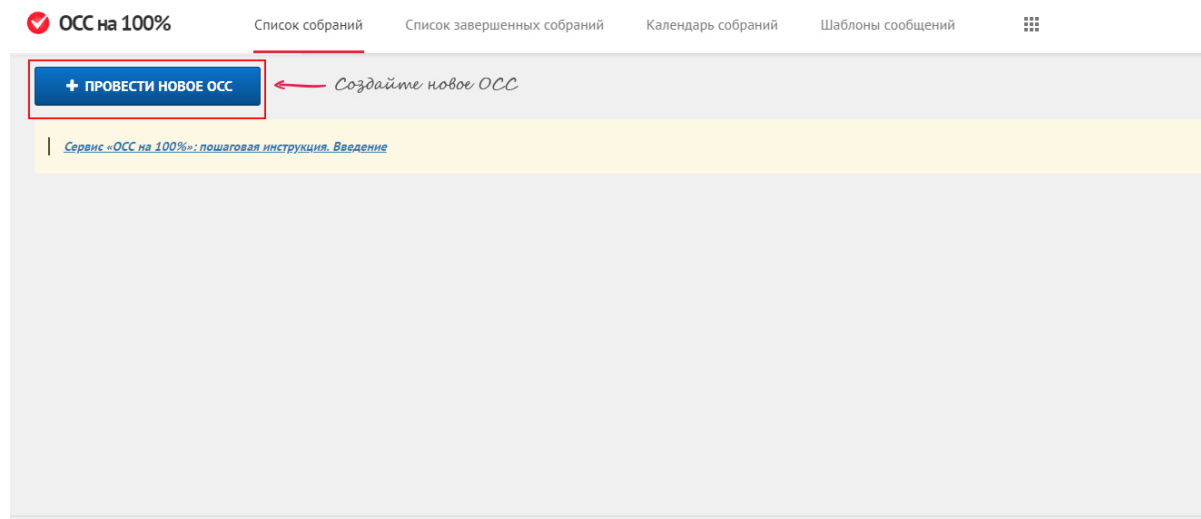 ОСС на 100%
Список собраний
Список завершенных собраний
Календарь собраний
Шаблоны сообщений
+ ПРОВЕСТИ НОВОЕ ОСС
Создайте новое ОСС
Сервис «ОСС на 100%»: пошаговая инструкция. Введение